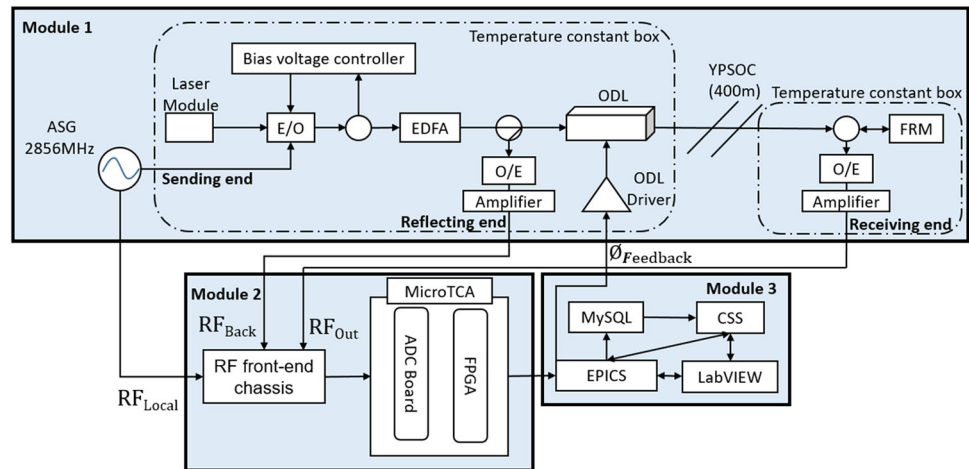 Module 1
Temperature constant box
Bias voltage controller
Laser
Module
ODL
YPSOC
(400m)
Temperature constant box
ASG
2856MHz
E/O
EDFA
FRM
Sending end
O/E
O/E
Amplifier
ODL
Driver
Amplifier
Reflecting end
Receiving end
ØFeedback
Module 2
MicroTCA
Module 3
RFBack
RFOut
MySQL
CSS
ADC Board
FPGA
RF front-end
chassis
EPICS
LabVIEW
RFLocal